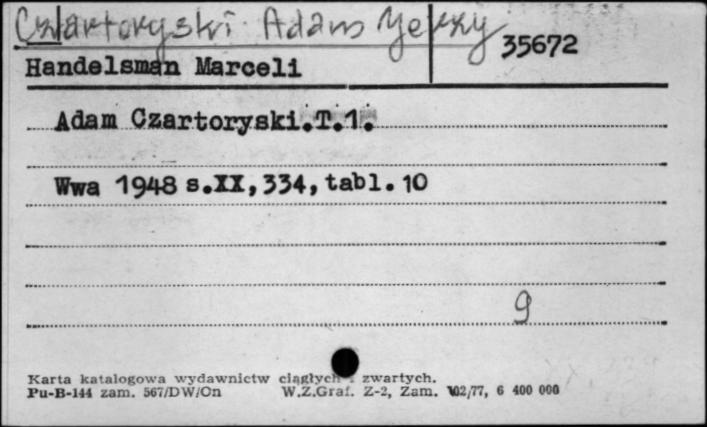 Czartoryski Adam Jerzy
35672
Handelsman Marceli
Adam Czartoryski.T.1.
Wwa 1948 s.XX,334,tabl.10
9
Karta katalogowa wydawnictw ciągłych i zwartych.
Pu-B-144 zam. 567/DW/On W.Z.Graf. Z-2, Zam. 102/77, 6 400 000